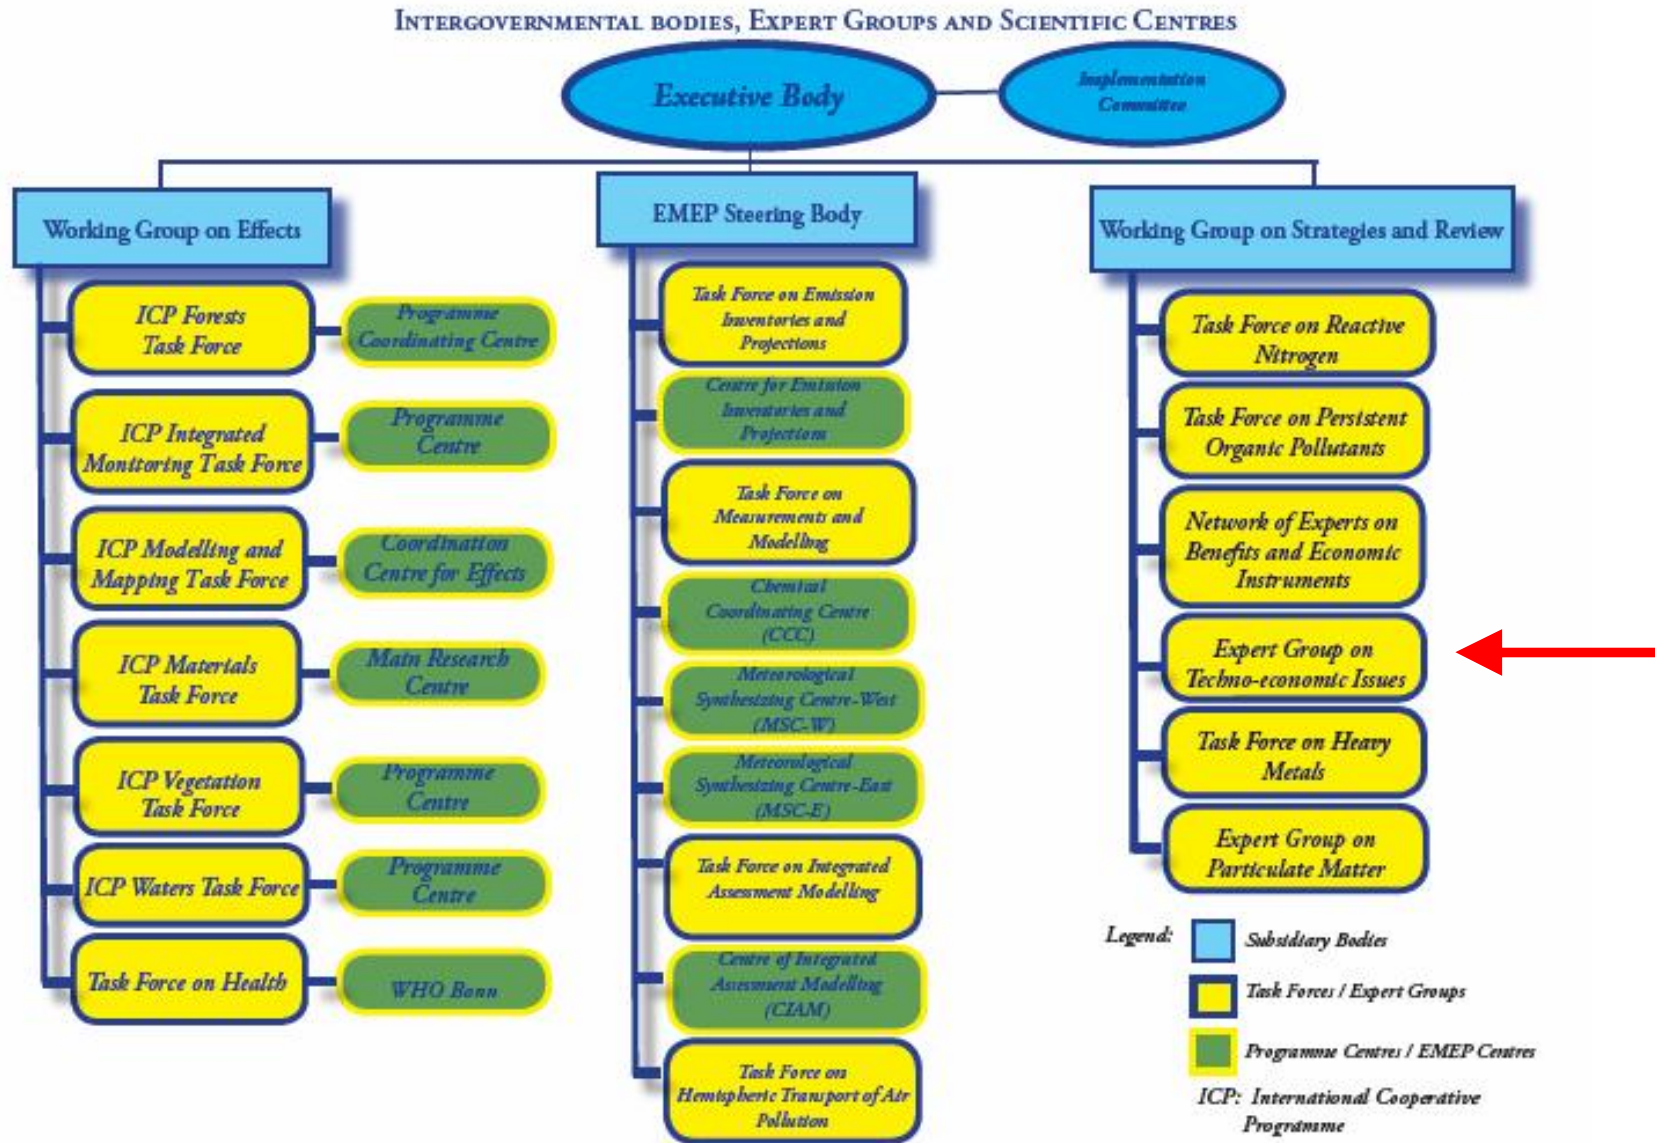 INTERGOVERNMENTAL BODIES, EXPERT GROUPS AND SCIENTIFIC CENTRES
Executive Body
Implementation
Committee
Working Group on Effects
ICP Forests
Task Force
Programme
Coordinating Centre
ICP Integrated
Monitoring Task Force
Programme
Centre
ICP Modelling and
Mapping Task Force
Coordination
Centre for Effects
ICP Materials
Task Force
Main Research
Centre
ICP Vegetation
Task Force
Programme
Centre
ICP Waters Task Force
Programme
Centre
Task Force on Health
WHO Bonn
EMEP Steering Body
Task Force on Emission
Inventories and
Projections
Centre for Emission
Inventories and
Projections
Task Force on
Measurements and
Modelling
Chemical
Coordinating Centre
(CCC)
Meteorological
Synthesizing Centre-West
(MSC-W)
Meteorological
Synthesizing Centre-East
(MSC-E)
Task Force on Integrated
Assessment Modelling
Centre of Integrated
Assessment Modelling
(CIAM)
Task Force on
Hemispheric Transport of Air
Pollution
Working Group on Strategies and Review
Task Force on Reactive
Nitrogen
Task Force on Persistent
Organic Pollutants
Network of Experts on
Benefits and Economic
Instruments
Expert Group on
Techno-economic Issues
Task Force on Heavy
Metals
Expert Group on
Particulate Matter
Legend:
Subsidiary Bodies
Task Forces / Expert Groups
Programme Centres / EMEP Centres
ICP: International Cooperative
Programme